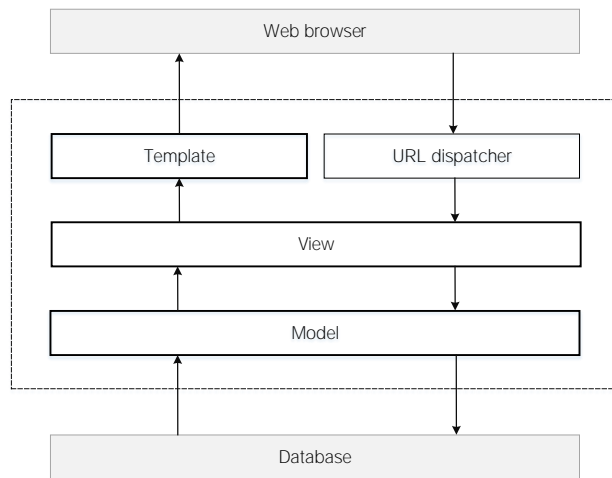 Web browser
Template
URL dispatcher
View
Model
Database